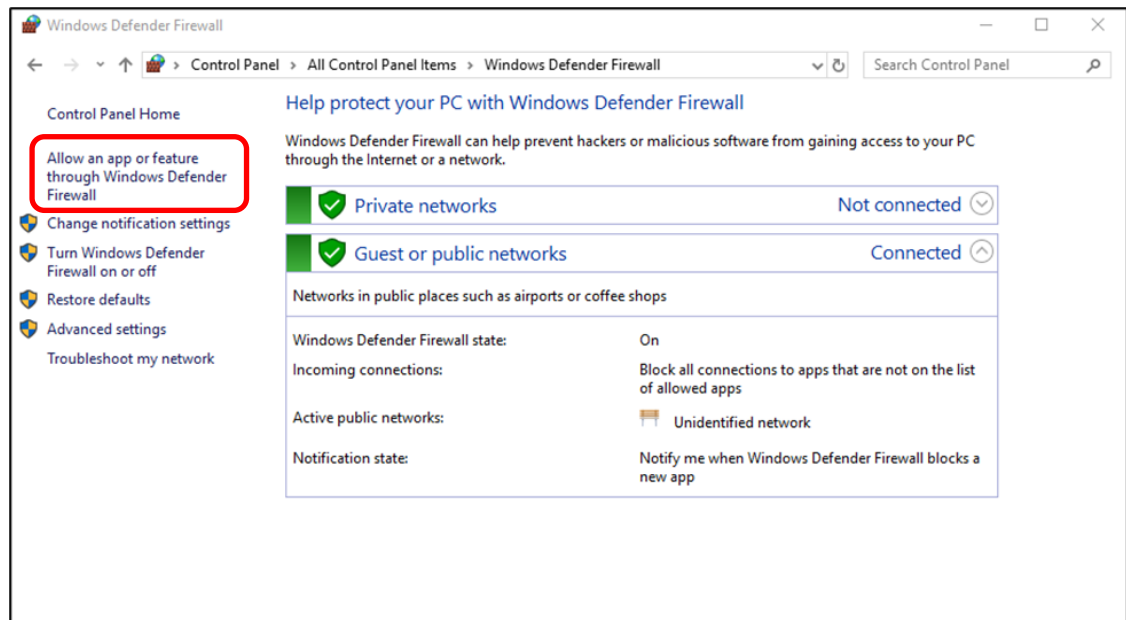 Windows Defender Firewall
Control Panel > All Control Panel Items > Windows Defender Firewall
Search Control Panel
Control Panel Home
Allow an app or feature
through Windows Defender
Firewall
Change notification settings
Turn Windows Defender
Firewall on or off
Restore defaults
Advanced settings
Troubleshoot my network
Help protect your PC with Windows Defender Firewall
Windows Defender Firewall can help prevent hackers or malicious software from gaining access to your PC
through the Internet or a network.
Private networks
Not connected
Guest or public networks
Connected
Networks in public places such as airports or coffee shops
Windows Defender Firewall state:
On
Incoming connections:
Block all connections to apps that are not on the list
of allowed apps
Active public networks:
Unidentified network
Notification state:
Notify me when Windows Defender Firewall blocks a
new app